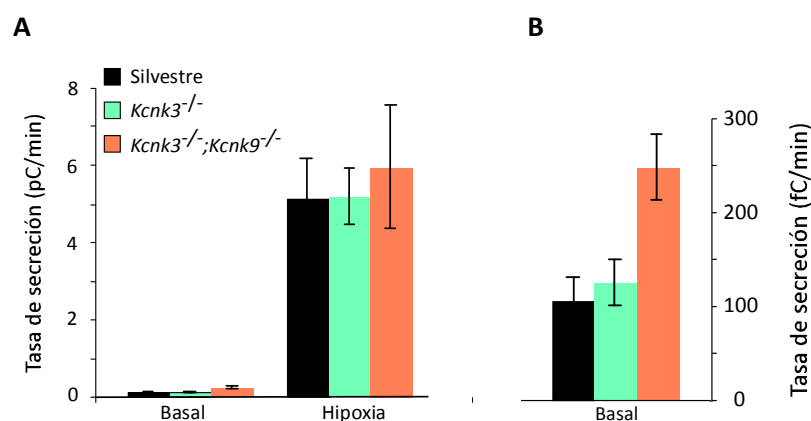 A
B
Silvestre
Kcnk3-/-
Kcnk3-/-;Kcnk9-/-
Tasa de secreción (pC/min)
8
6
4
2
0
Basal
Hipoxia
300
200
100
0
Tasa de secreción (fC/min)
Basal